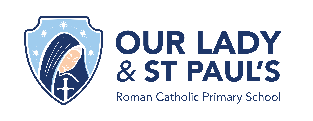 OUR LADY
& ST PAUL'S
Roman Catholic Primary School